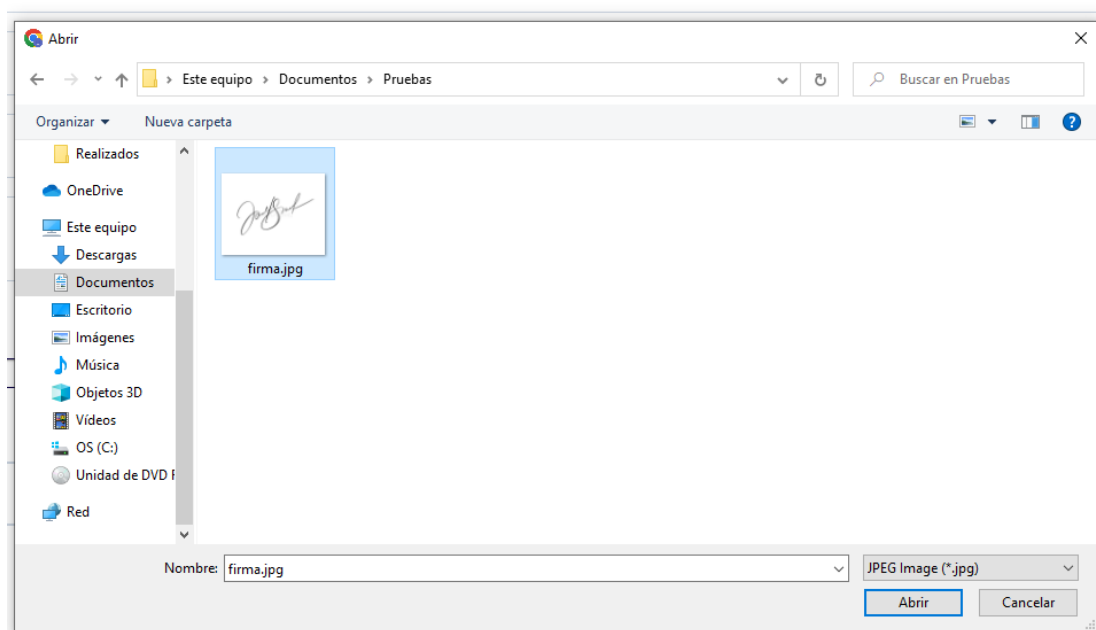 Abrir
Este equipo > Documentos > Pruebas
Buscar en Pruebas
Organizar
Nueva carpeta
Realizados
OneDrive
Este equipo
Descargas
Documentos
Escritorio
Imágenes
Música
Objetos 3D
Vídeos
OS (C:)
Unidad de DVD
Red
firma.jpg
Nombre: firma.jpg
JPEG Image (*.jpg)
Abrir
Cancelar